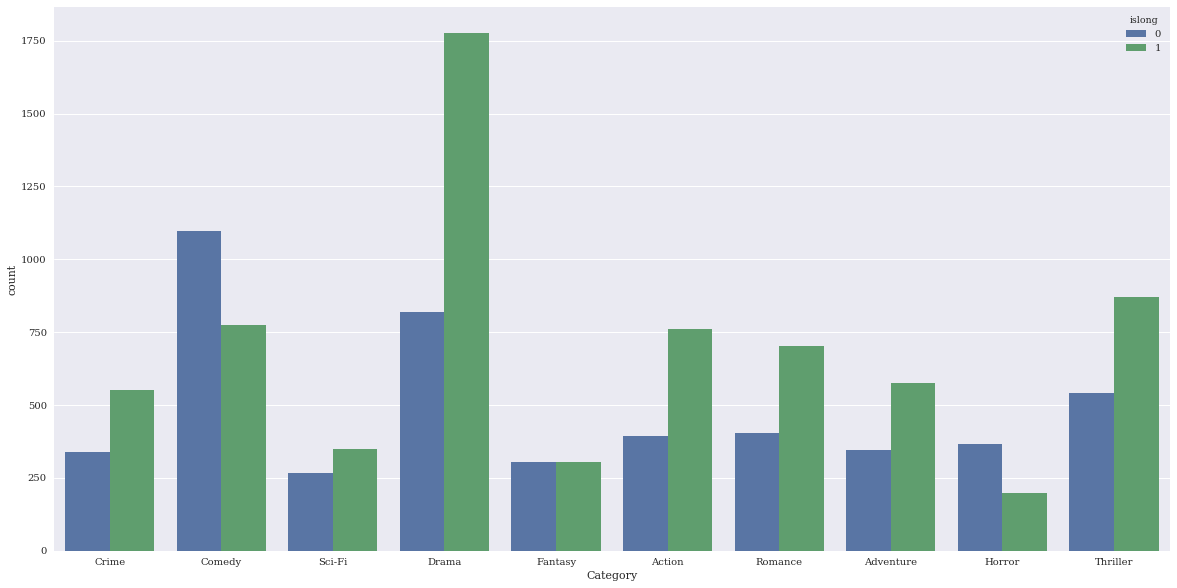 islong
0
1
1750
1500
1250
1000
750
500
250
0
count
Crime Comedy Sci-Fi Drama Fantasy Action Romance Adventure Horror Thriller
Category